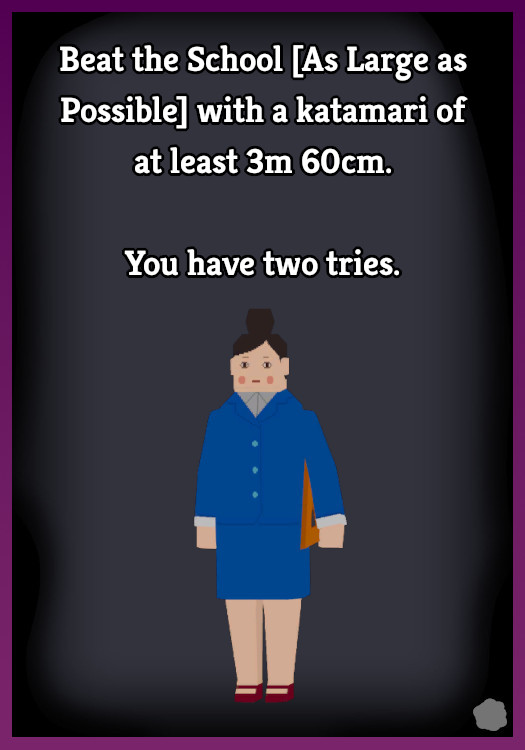 Beat the School [As Large as
Possible] with a katamari of
at least 3m 60cm.
You have two tries.